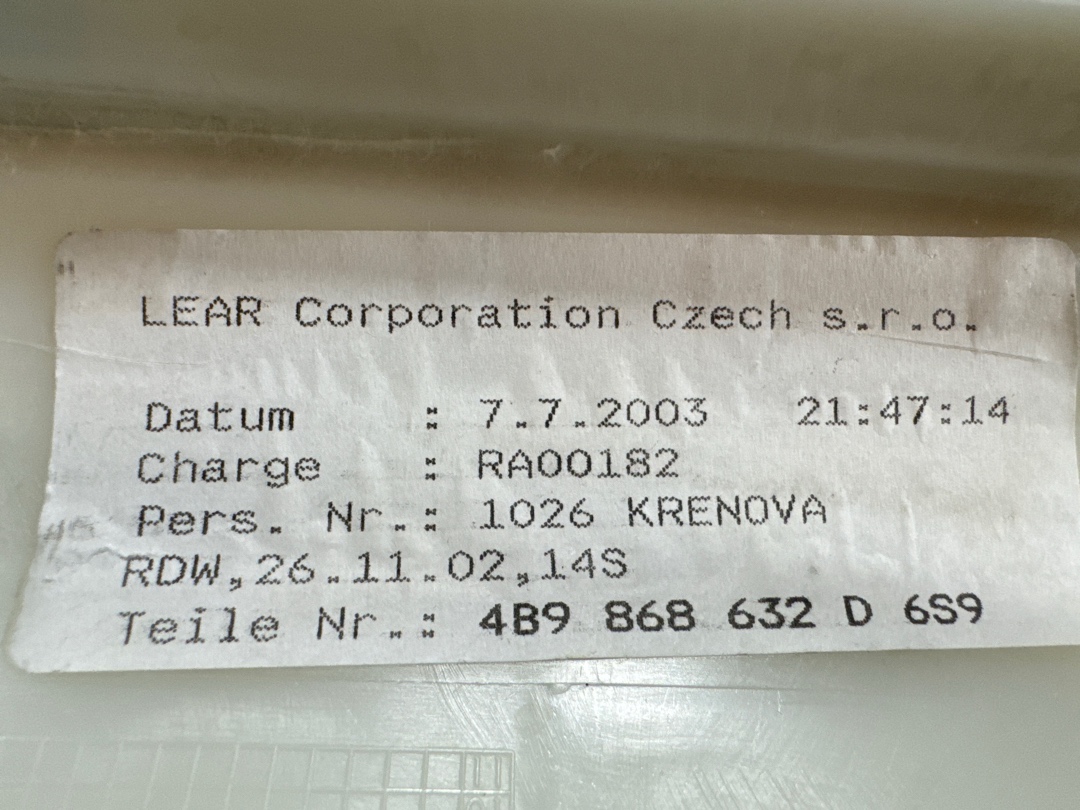 LEAR Corporation Czech s.r.o.
Datum : 7.7.2003 21:47:14
Charge : RA00182
Pers. Nr.: 1026 KRENOVA
RDW,26.11.02,14S
Teile Nr.: 4B9 868 632 D 6S9